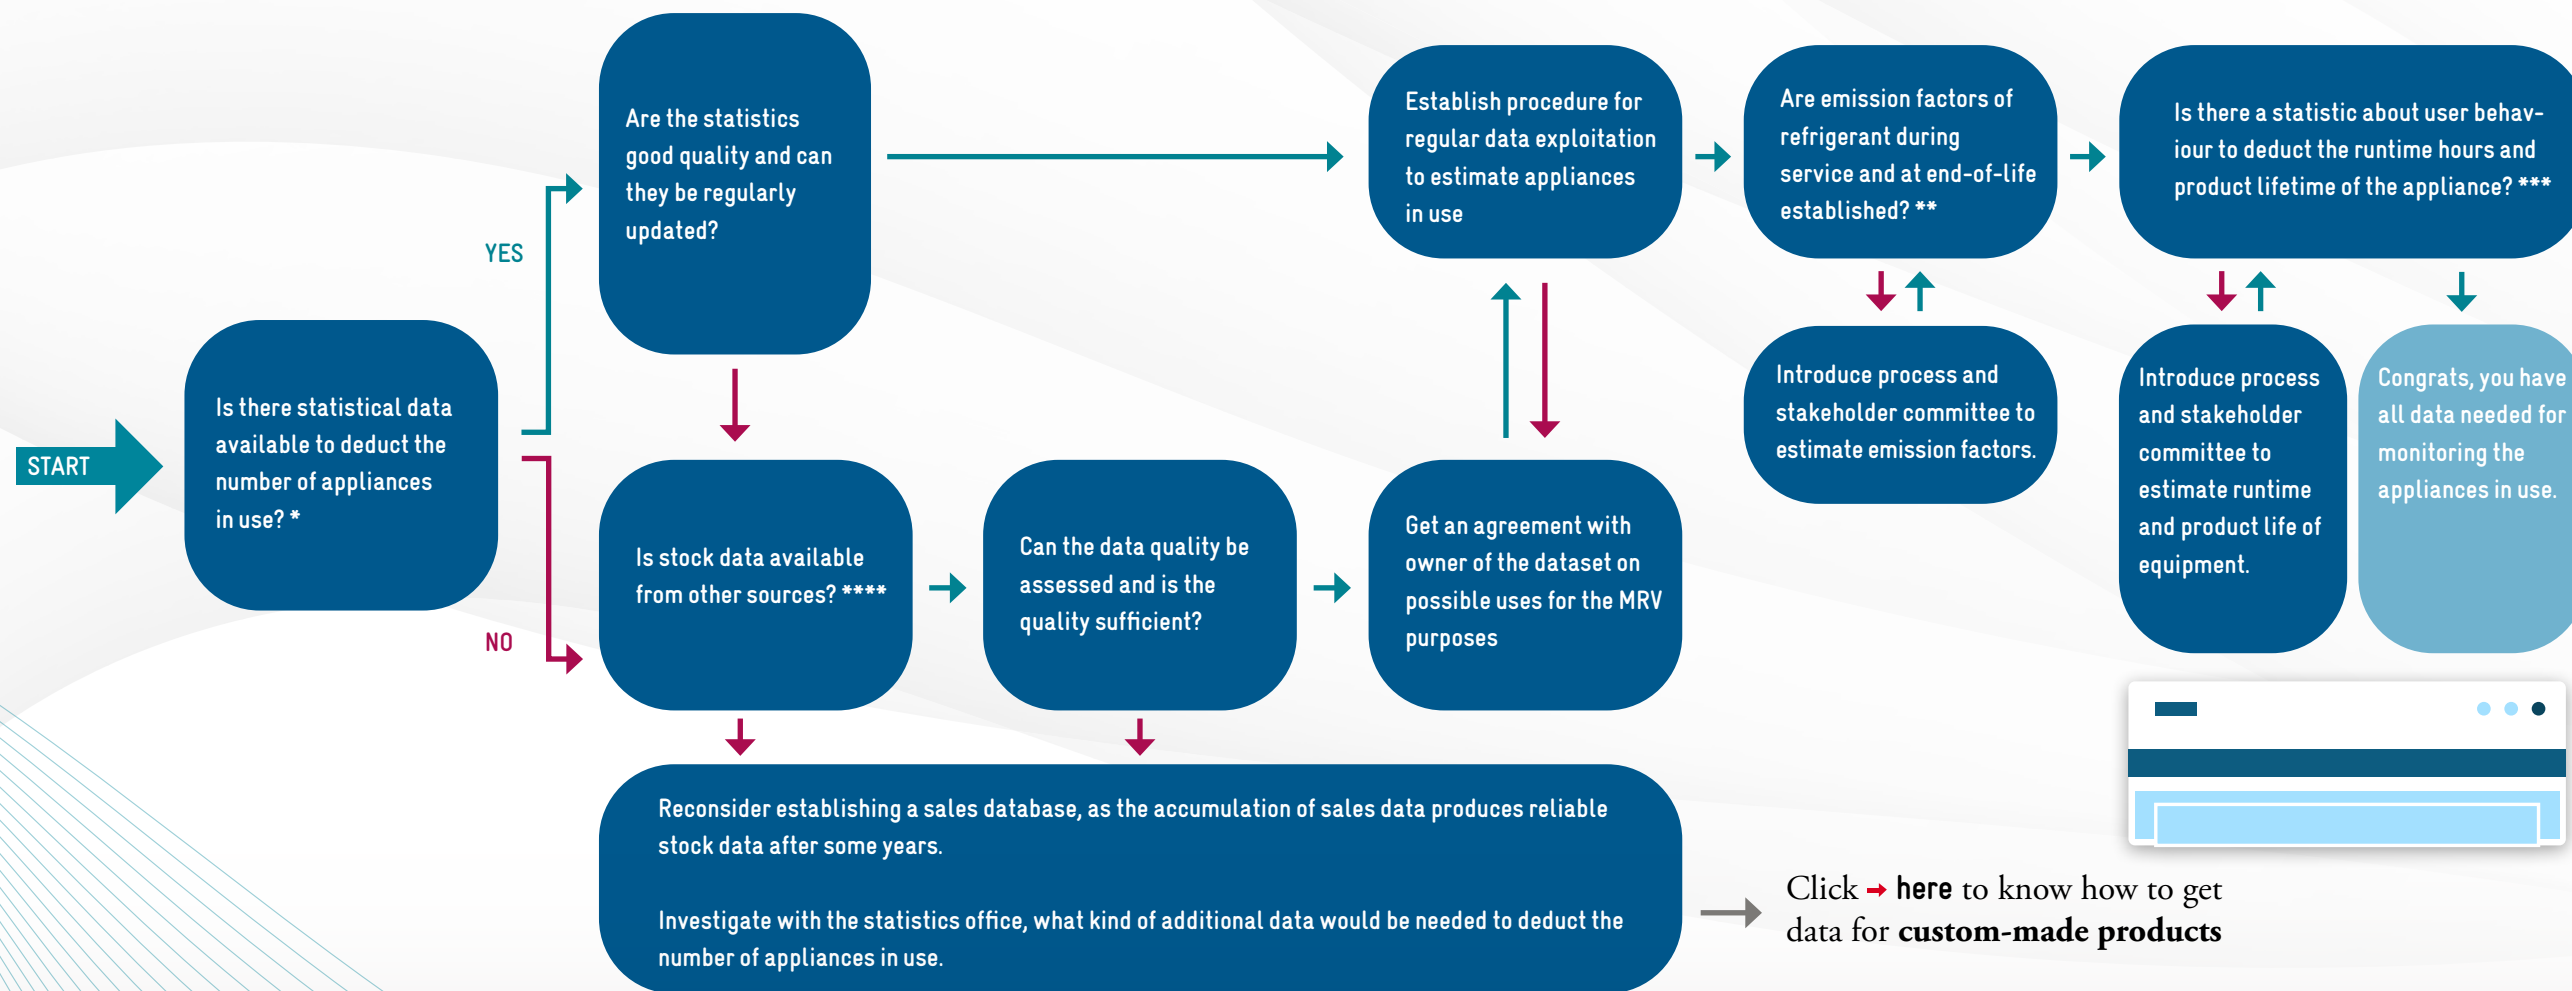 START
Is there statistical data
available to deduct the
number of appliances
in use? *
YES
NO
Are the statistics
good quality and can
they be regularly
updated?
Establish procedure for
regular data exploitation
to estimate appliances
in use
Are emission factors of
refrigerant during
service and at end-of-life
established? **
Is there a statistic about user behav-
iour to deduct the runtime hours and
product lifetime of the appliance? ***
Is stock data available
from other sources? ****
Can the data quality be
assessed and is the
quality sufficient?
Get an agreement with
owner of the dataset on
possible uses for the MRV
purposes
Introduce process and
stakeholder committee to
estimate emission factors.
Introduce process
and stakeholder
committee to
estimate runtime
and product life of
equipment.
Congrats, you have
all data needed for
monitoring the
appliances in use.
Reconsider establishing a sales database, as the accumulation of sales data produces reliable
stock data after some years.
Investigate with the statistics office, what kind of additional data would be needed to deduct the
number of appliances in use.
Click → here to know how to get
data for custom-made products